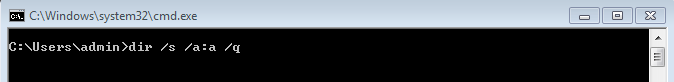 C:\Windows\system32\cmd.exe
C:\Users\admin>dir /s /a:a /q